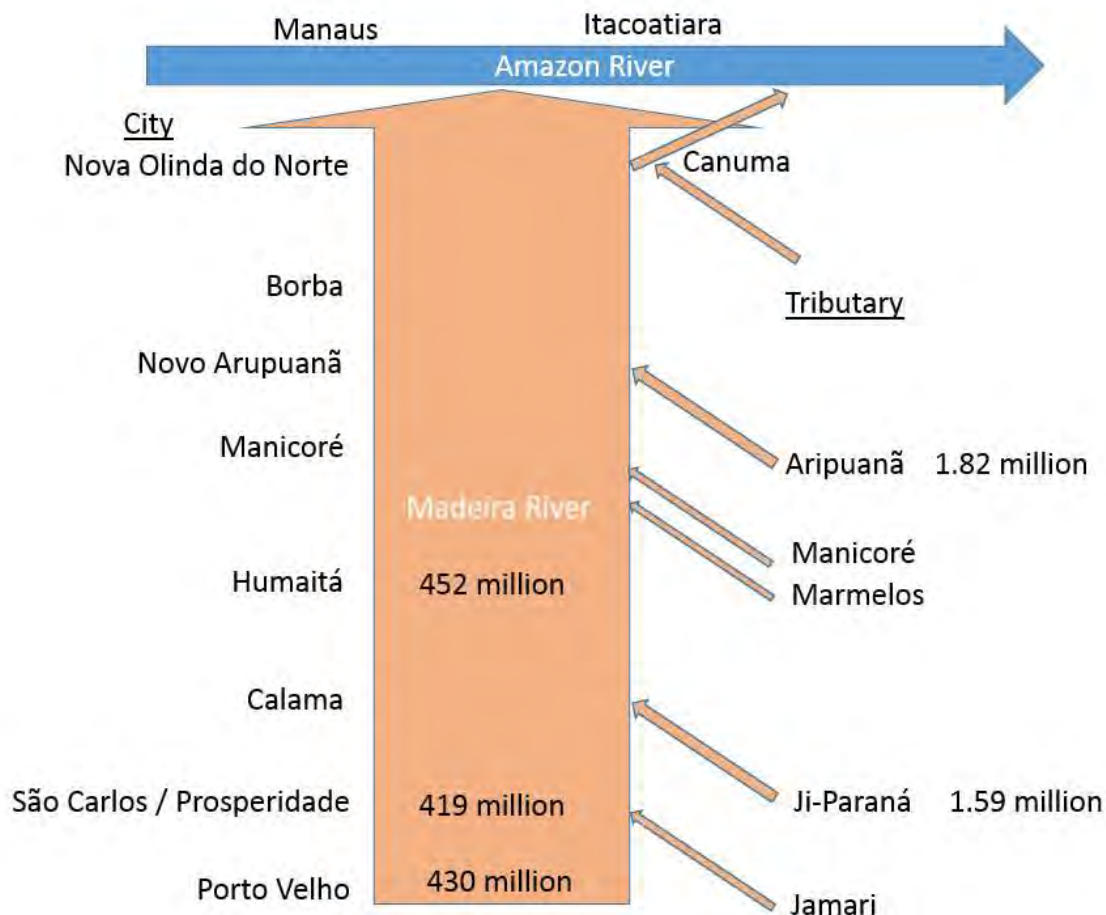 Manaus
Itacoatiara
Amazon River
City
Nova Olinda do Norte
Canuma
Borba
Tributary
Novo Arupuanã
Manicoré
Aripuanã 1.82 million
Madeira River
Manicoré
Humaitá
452 million
Marmelos
Calama
São Carlos / Prosperidade
419 million
Ji-Paraná 1.59 million
Porto Velho
430 million
Jamari